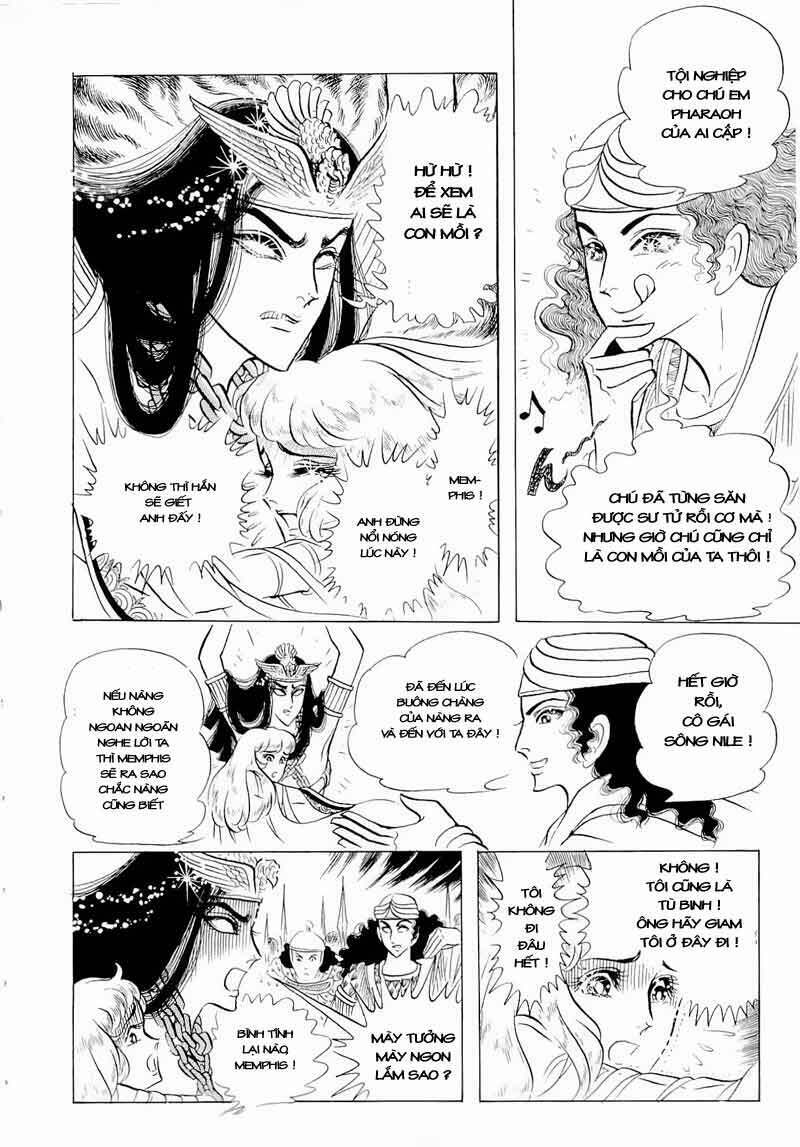 TỘI NGHIỆP
CHO CHÚ EM
PHARAOH
CỦA AI CẬP !
HỪ HỪ !
ĐỂ XEM
AI SẼ LÀ
CON MỒI ?
CHÚ ĐÃ TỪNG SĂN
ĐƯỢC SƯ TỬ RỒI CƠ MÀ !
NHƯNG GIỜ CHÚ CŨNG CHỈ
LÀ CON MỒI CỦA TA THÔI !
MEM-
PHIS !
ANH ĐỪNG
NỔI NÓNG
LÚC NÀY !
KHÔNG THÌ HẮN
SẼ GIẾT
ANH ĐẤY !
HẾT GIỜ
RỒI,
CÔ GÁI
SÔNG NILE !
ĐÃ ĐẾN LÚC
BUÔNG CHÀNG
CỦA NÀNG RA
VÀ ĐẾN VỚI TA ĐÂY !
NẾU NÀNG
KHÔNG
NGOAN NGOÃN
NGHE LỜI TA
THÌ MEMPHIS
SẼ RA SAO
CHẮC NÀNG
CŨNG BIẾT
KHÔNG !
TÔI CŨNG LÀ
TÙ BINH !
ÔNG HÃY GIAM
TÔI Ở ĐÂY ĐI !
TÔI
KHÔNG
ĐI
ĐÂU
HẾT !
MÀY TƯỞNG
MÀY NGON
LẮM SAO ?
BÌNH TĨNH
LẠI NÀO,
MEMPHIS !